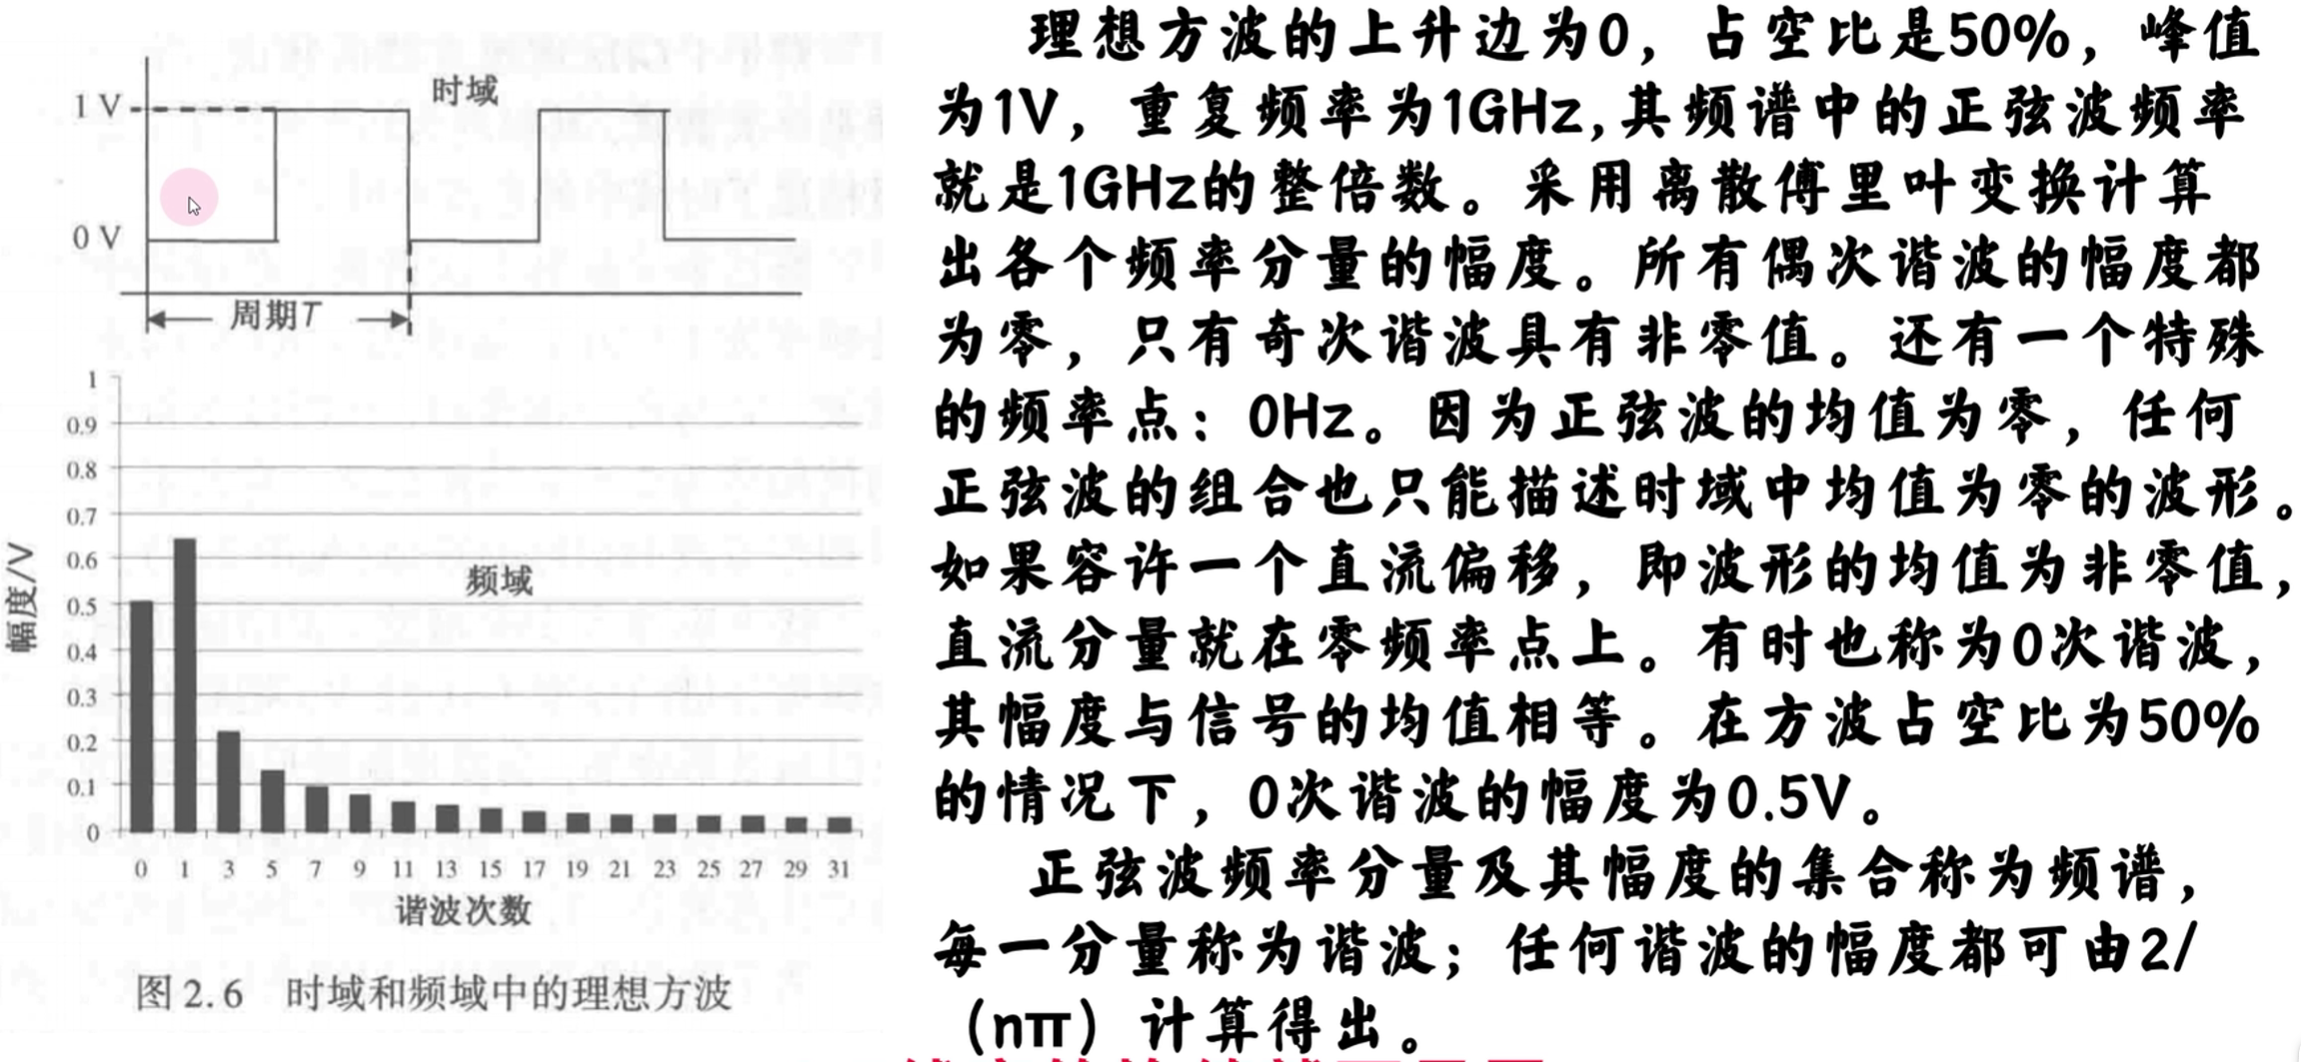 时域
1 V
0 V
周期T
1
0.9
0.8
0.7
0.6
频域
0.5
0.4
0.3
0.2
0.1
0
幅度/V
0 1 3 5 7 9 11 13 15 17 19 21 23 25 27 29 31
谐波次数
图 2.6 时域和频域中的理想方波
理想方波的上升边为0，占空比是50%，峰值
为1V，重复频率为1GHz,其频谱中的正弦波频率
就是1GHz的整倍数。采用离散傅里叶变换计算
出各个频率分量的幅度。所有偶次谐波的幅度都
为零，只有奇次谐波具有非零值。还有一个特殊
的频率点：0Hz。因为正弦波的均值为零，任何
正弦波的组合也只能描述时域中均值为零的波形。
如果容许一个直流偏移，即波形的均值为非零值，
直流分量就在零频率点上。有时也称为0次谐波，
其幅度与信号的均值相等。在方波占空比为50%
的情况下，0次谐波的幅度为0.5V。
正弦波频率分量及其幅度的集合称为频谱，
每一分量称为谐波；任何谐波的幅度都可由2/
（nπ）计算得出。